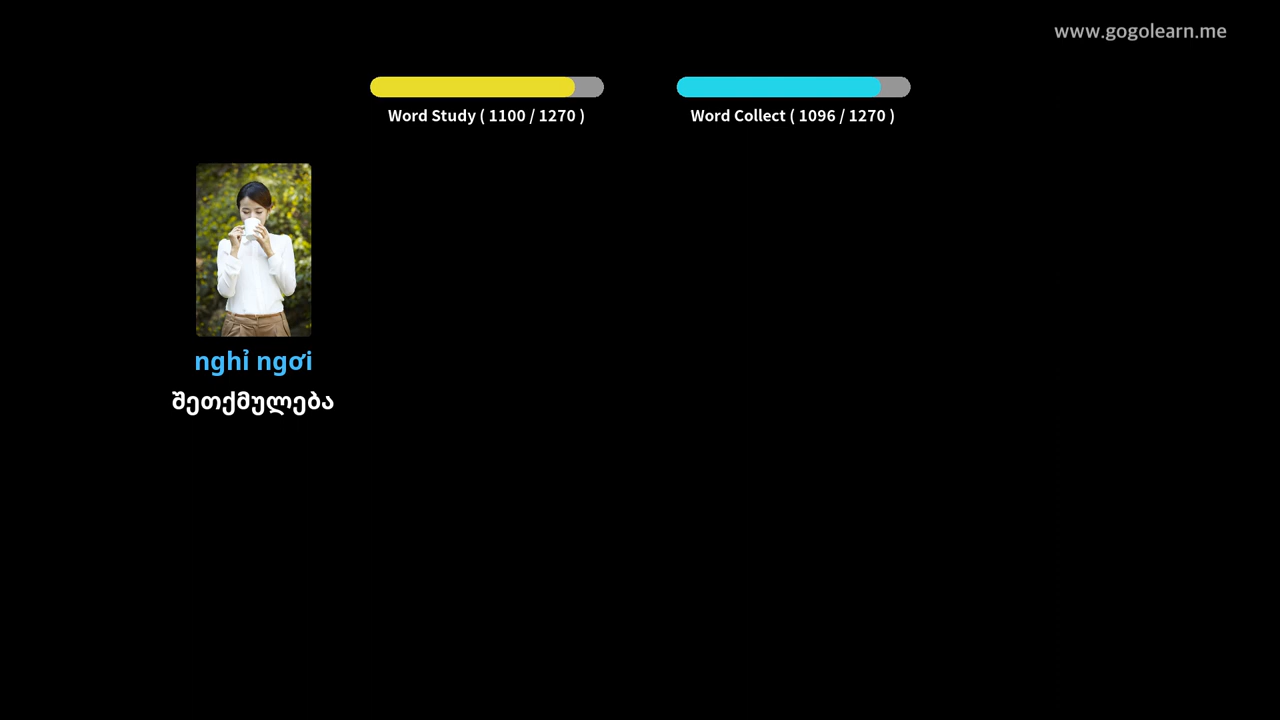 www.gogolearn.me
Word Study ( 1100 / 1270 )
Word Collect ( 1096 / 1270 )
nghỉ ngơi
შეთქმულება